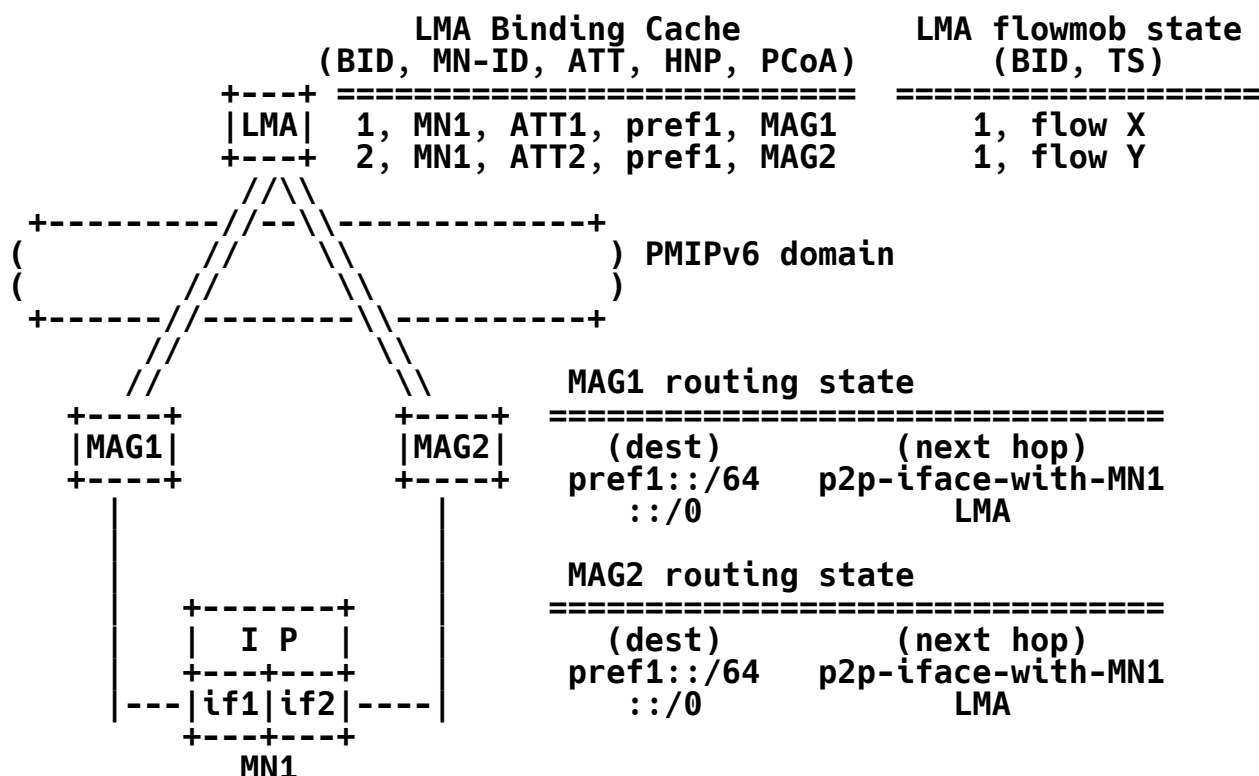 LMA Binding Cache LMA flowmob state
(BID, MN-ID, ATT, HNP, PCoA) (BID, TS)
LMA 1, MN1, ATT1, pref1, MAG1 1, flow X
2, MN1, ATT2, pref1, MAG2 1, flow Y
PMIPv6 domain
MAG1 routing state
MAG1 MAG2 (dest) (next hop)
pref1::/64 p2p-iface-with-MN1
::/0 LMA
MAG2 routing state
I P (dest) (next hop)
pref1::/64 p2p-iface-with-MN1
if1 if2 ::/0 LMA
MN1